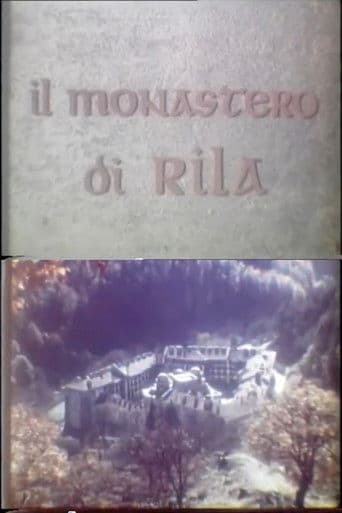 il monastero
di Rila